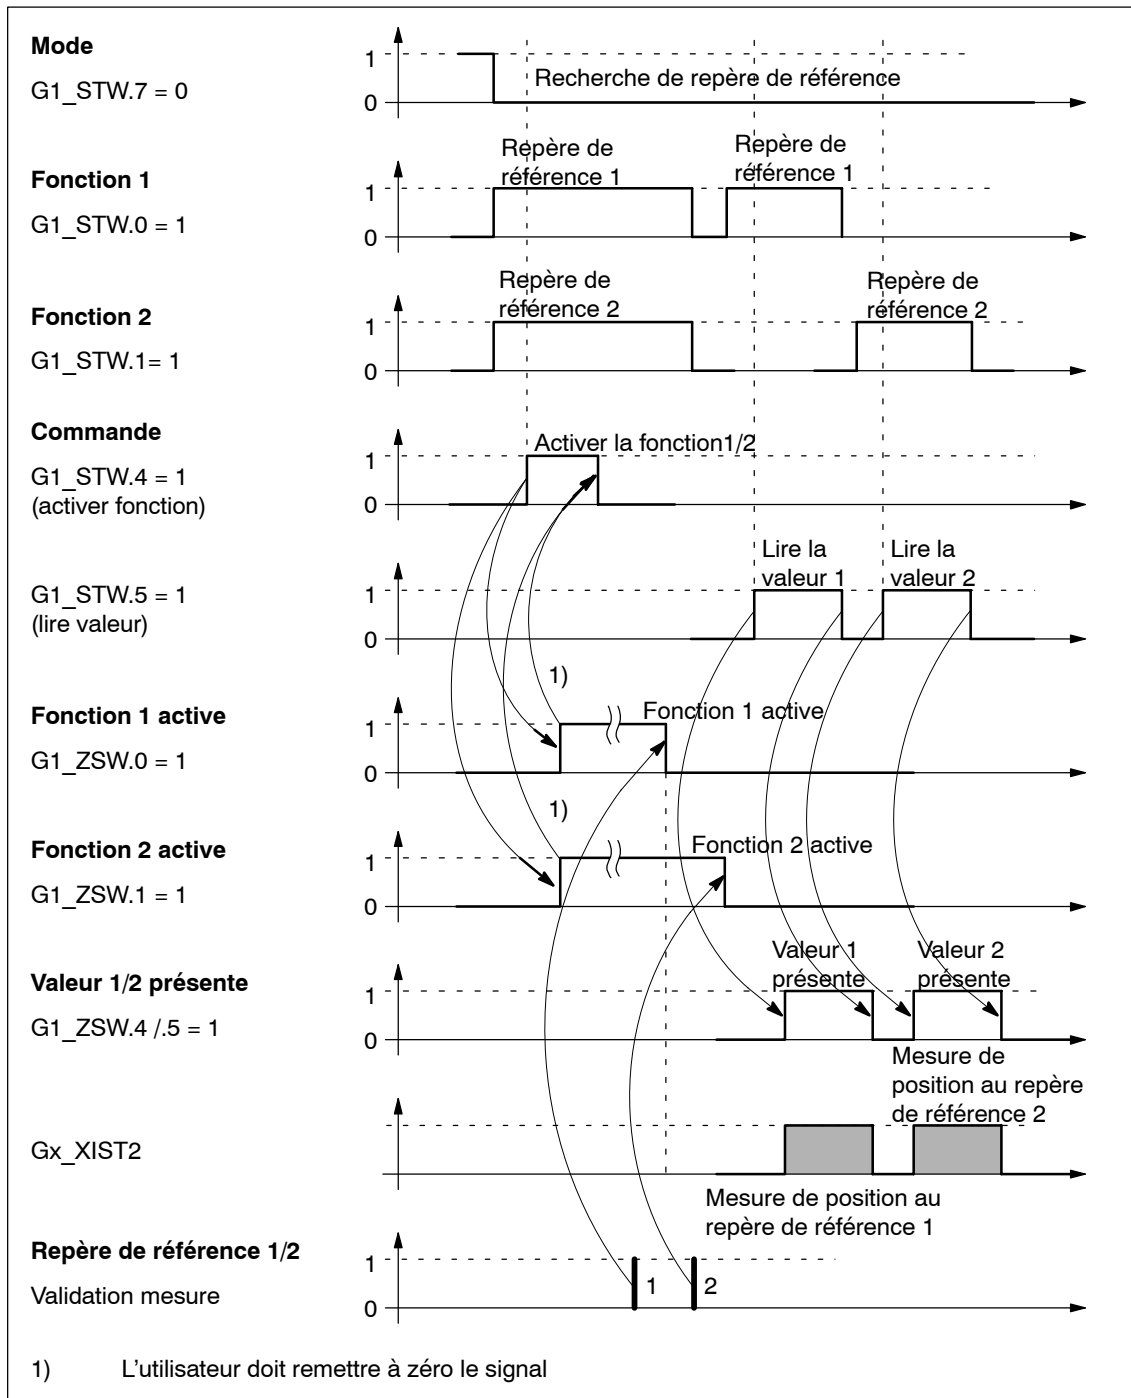 Mode
G1_STW.7 = 0
1
0
Recherche de repère de référence
Fonction 1
G1_STW.0 = 1
1
0
Repère de
référence 1
Repère de
référence 1
Fonction 2
G1_STW.1= 1
1
0
Repère de
référence 2
Repère de
référence 2
Commande
G1_STW.4 = 1
(activer fonction)
1
0
Activer la fonction1/2
G1_STW.5 = 1
(lire valeur)
1
0
Lire la
valeur 1
Lire la
valeur 2
1)
Fonction 1 active
G1_ZSW.0 = 1
1
0
Fonction 1 active
1)
Fonction 2 active
G1_ZSW.1 = 1
1
0
Fonction 2 active
Valeur 1/2 présente
G1_ZSW.4 /.5 = 1
1
0
Valeur 1
présente
Valeur 2
présente
Mesure de
position au repère
de référence 2
Gx_XIST2
Mesure de position au
repère de référence 1
Repère de référence 1/2
Validation mesure
1
0
1
2
1) L'utilisateur doit remettre à zéro le signal